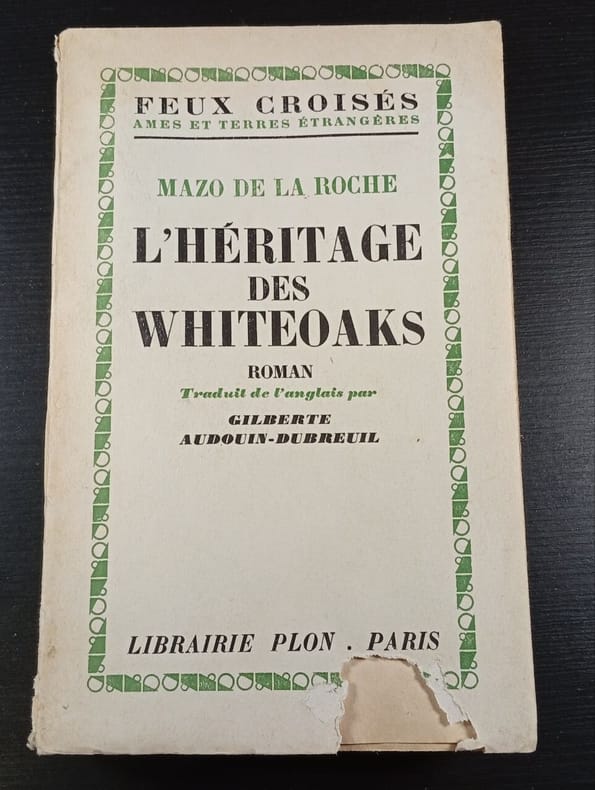 FEUX CROISÉS
AMES ET TERRES ÉTRANGÈRES
MAZO DE LA ROCHE
L'HÉRITAGE
DES
WHITEOAKS
ROMAN
Traduit de l'anglais par
GILBERTE
AUDOUIN-DUBREUIL
LIBRAIRIE PLON . PARIS